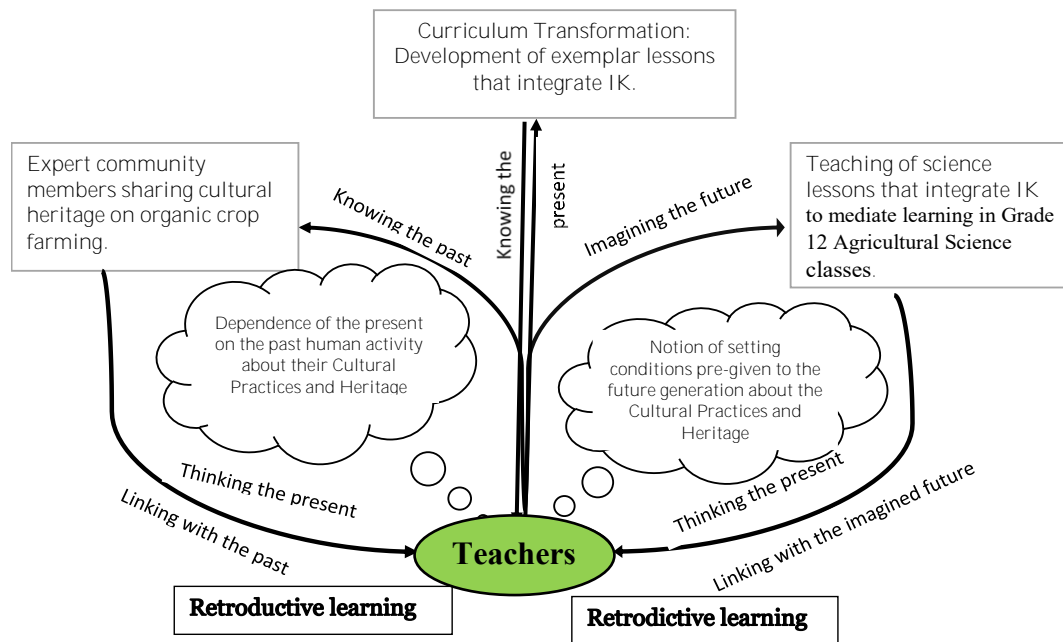 Curriculum Transformation:
Development of exemplar lessons
that integrate IK.
Expert community
members sharing cultural
heritage on organic crop
farming.
Knowing the past
Knowing the
present
Imagining the future
Teaching of science
lessons that integrate IK
to mediate learning in Grade
12 Agricultural Science
classes.
Dependence of the present
on the past human activity
about their Cultural
Practices and Heritage
Notion of setting
conditions pre-given to the
future generation about the
Cultural Practices and
Heritage
Thinking the present
Linking with the past
Thinking the present
Linking with the imagined future
Teachers
Retroductive learning
Retrodictive learning